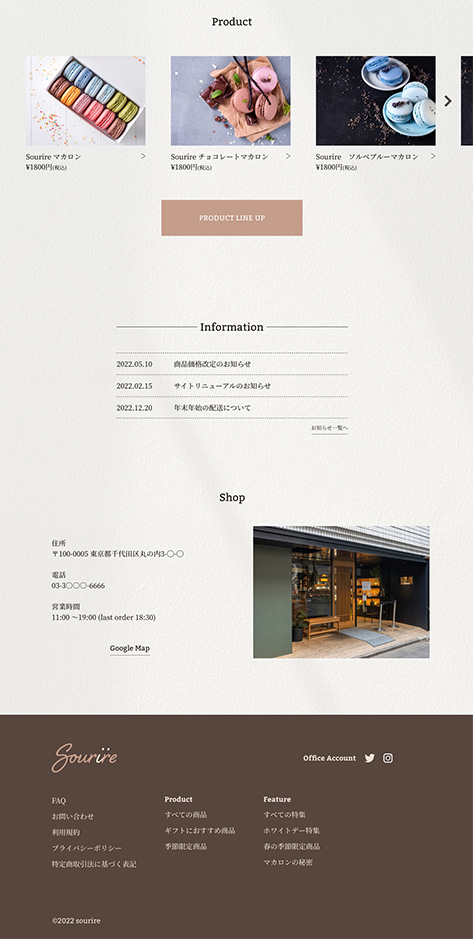 Product
Sourire マカロン
¥1800円(税込)
Sourire チョコレートマカロン
¥1800円(税込)
Sourire　ソルベブルーマカロン
¥1800円(税込)
PRODUCT LINE UP
Information
2022.05.10 商品価格改定のお知らせ
2022.02.15 サイトリニューアルのお知らせ
2022.12.20 年末年始の配送について
お知らせ一覧へ
Shop
住所
〒100-0005 東京都千代田区丸の内3-〇-〇
電話
03-3〇〇〇-6666
営業時間
11:00 〜19:00 (last order 18:30)
Google Map
Sourire
Office Account
FAQ
お問い合わせ
利用規約
プライバシーポリシー
特定商取引法に基づく表記
Product
すべての商品
ギフトにおすすめ商品
季節限定商品
Feature
すべての特集
ホワイトデー特集
春の季節限定商品
マカロンの秘密
©2022 sourire